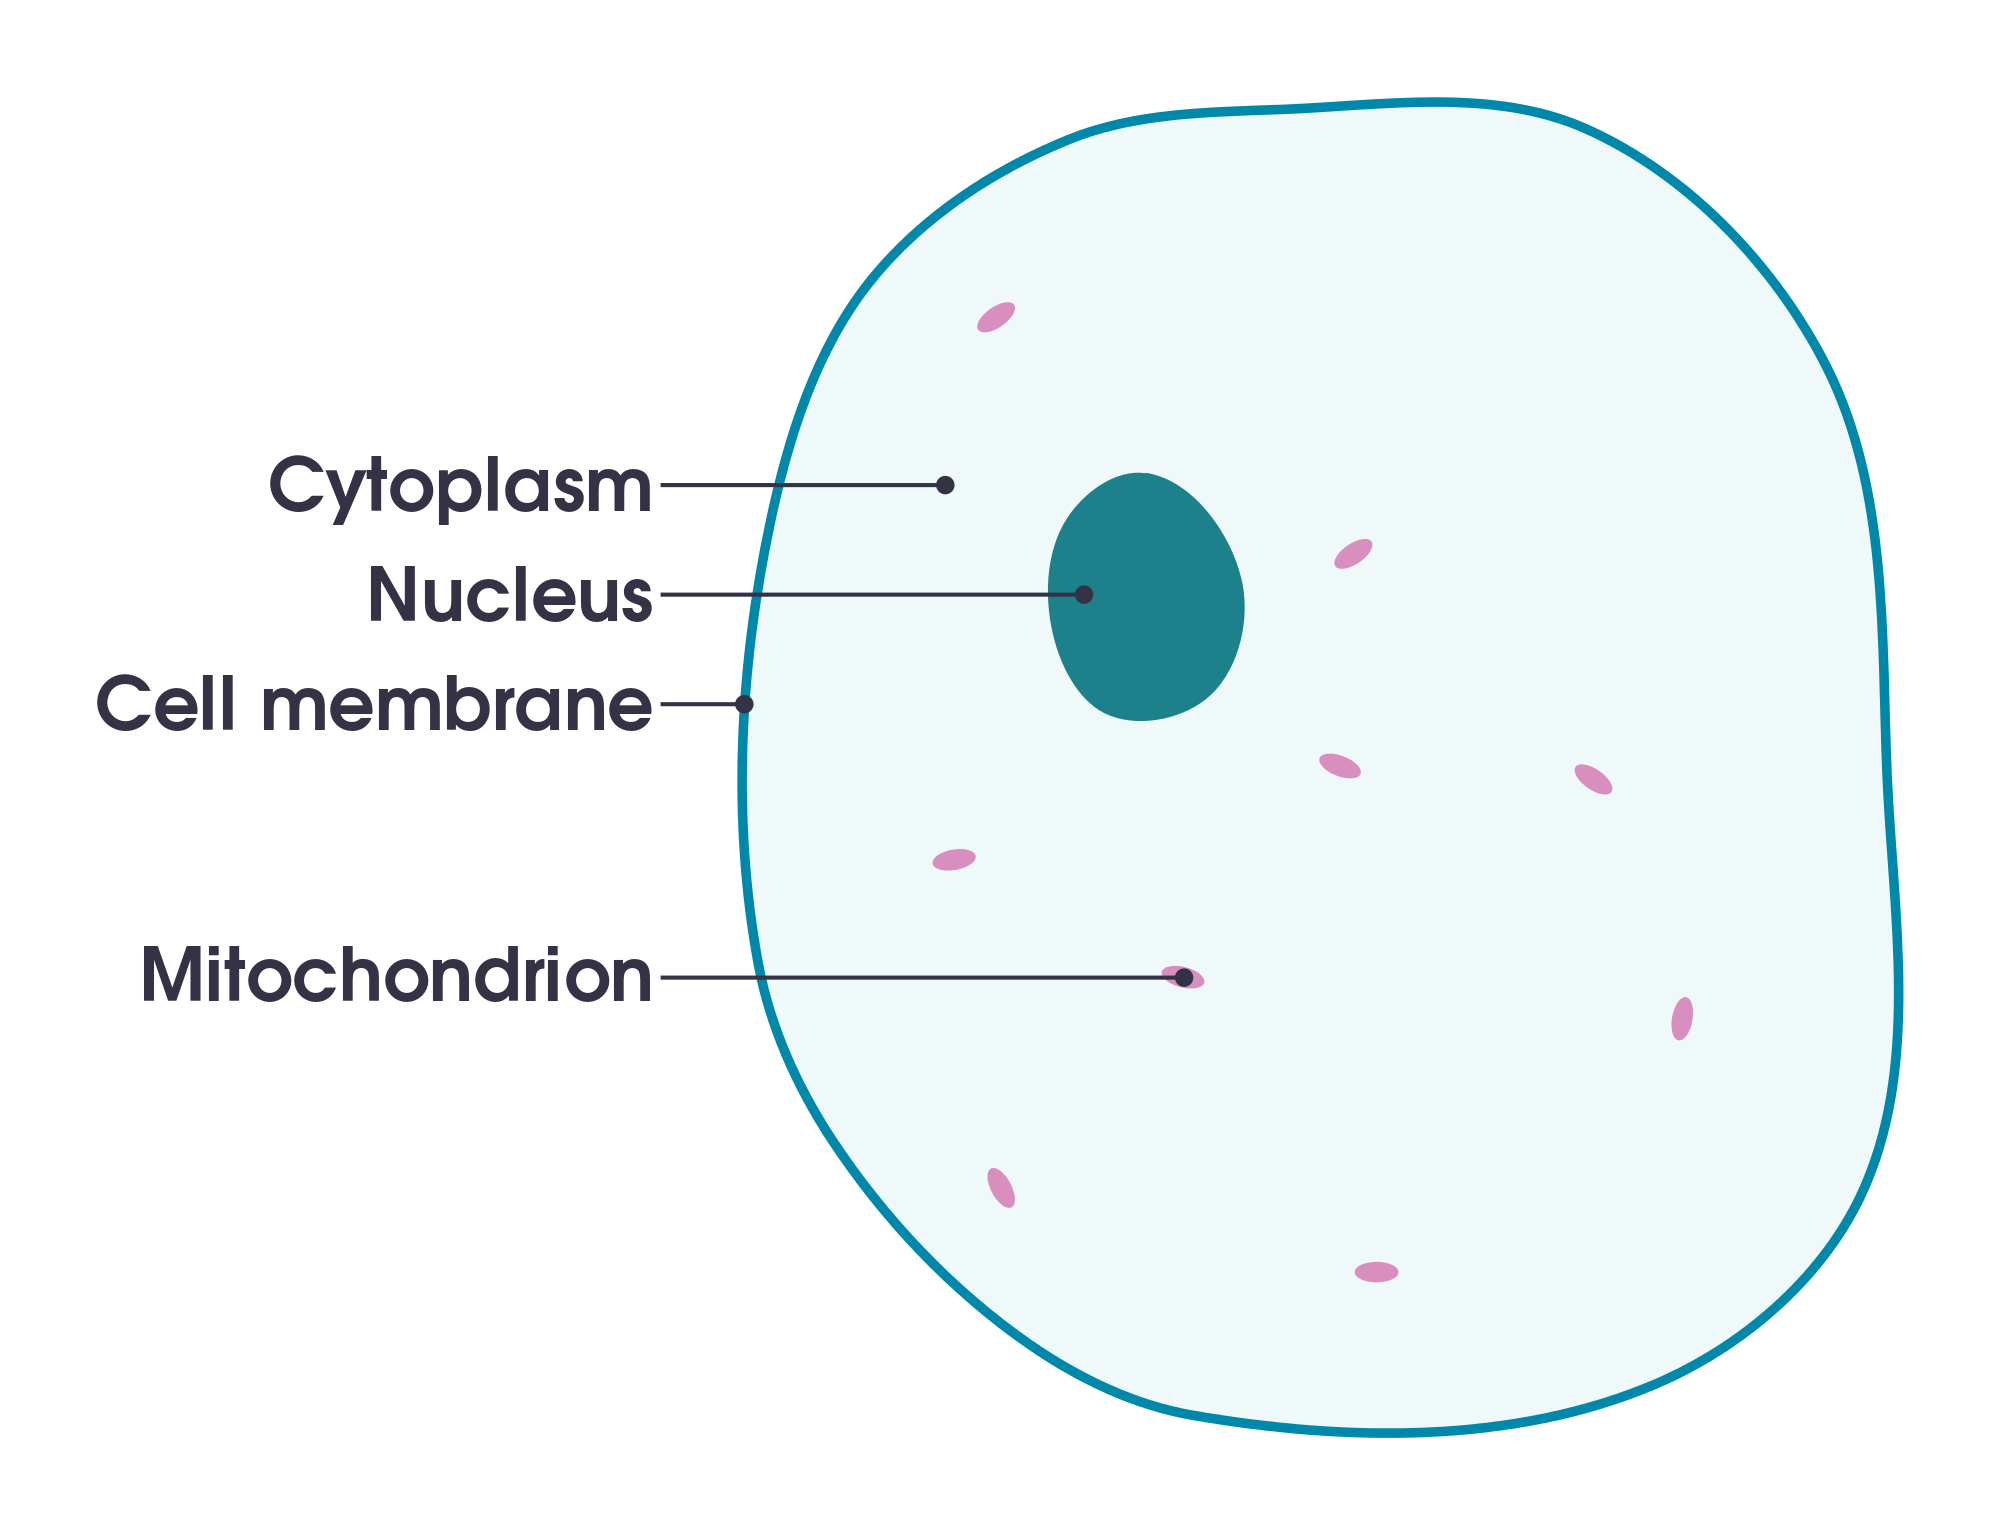 Cytoplasm
Nucleus
Cell membrane
Mitochondrion